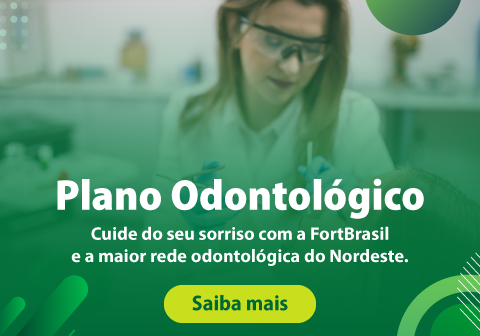 Plano Odontológico
Cuide do seu sorriso com a FortBrasil
e a maior rede odontológica do Nordeste.
Saiba mais